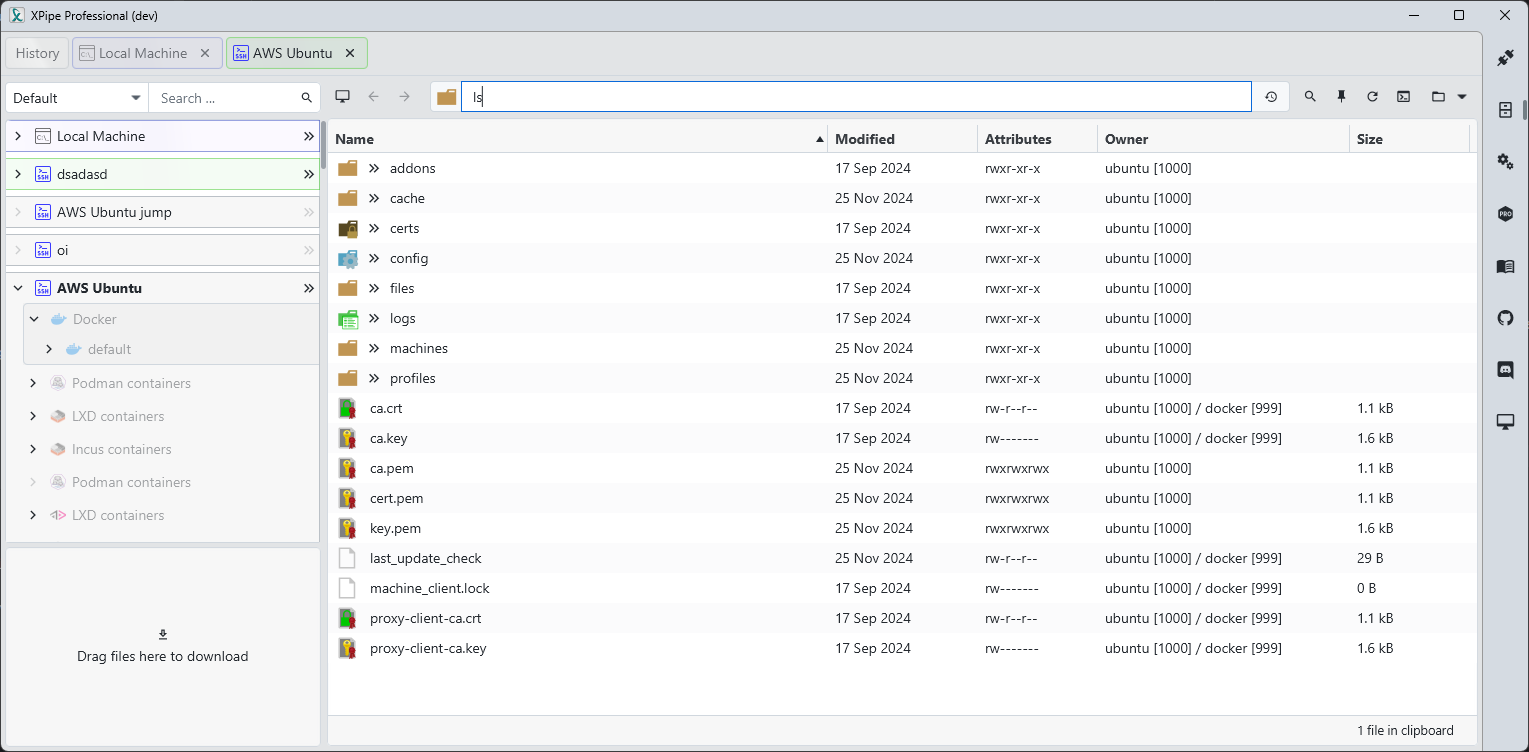 XPipe Professional (dev)
History
Local Machine
AWS Ubuntu
Default
Search ...
ls
Local Machine
dsadasd
AWS Ubuntu jump
oi
AWS Ubuntu
Docker
default
Podman containers
LXD containers
Incus containers
Podman containers
LXD containers
Drag files here to download
Name Modified Attributes Owner Size
addons 17 Sep 2024 rwxr-xr-x ubuntu [1000]
cache 25 Nov 2024 rwxr-xr-x ubuntu [1000]
certs 17 Sep 2024 rwxr-xr-x ubuntu [1000]
config 25 Nov 2024 rwxr-xr-x ubuntu [1000]
files 17 Sep 2024 rwxr-xr-x ubuntu [1000]
logs 17 Sep 2024 rwxr-xr-x ubuntu [1000]
machines 25 Nov 2024 rwxr-xr-x ubuntu [1000]
profiles 25 Nov 2024 rwxr-xr-x ubuntu [1000]
ca.crt 17 Sep 2024 rw-r--r-- ubuntu [1000] / docker [999] 1.1 kB
ca.key 17 Sep 2024 rw------- ubuntu [1000] / docker [999] 1.6 kB
ca.pem 25 Nov 2024 rwxrwxrwx ubuntu [1000] 1.1 kB
cert.pem 25 Nov 2024 rwxrwxrwx ubuntu [1000] 1.1 kB
key.pem 25 Nov 2024 rwxrwxrwx ubuntu [1000] 1.6 kB
last_update_check 25 Nov 2024 rw-r--r-- ubuntu [1000] / docker [999] 29 B
machine_client.lock 17 Sep 2024 rw------- ubuntu [1000] / docker [999] 0 B
proxy-client-ca.crt 17 Sep 2024 rw-r--r-- ubuntu [1000] / docker [999] 1.1 kB
proxy-client-ca.key 17 Sep 2024 rw------- ubuntu [1000] / docker [999] 1.6 kB
1 file in clipboard
PRO